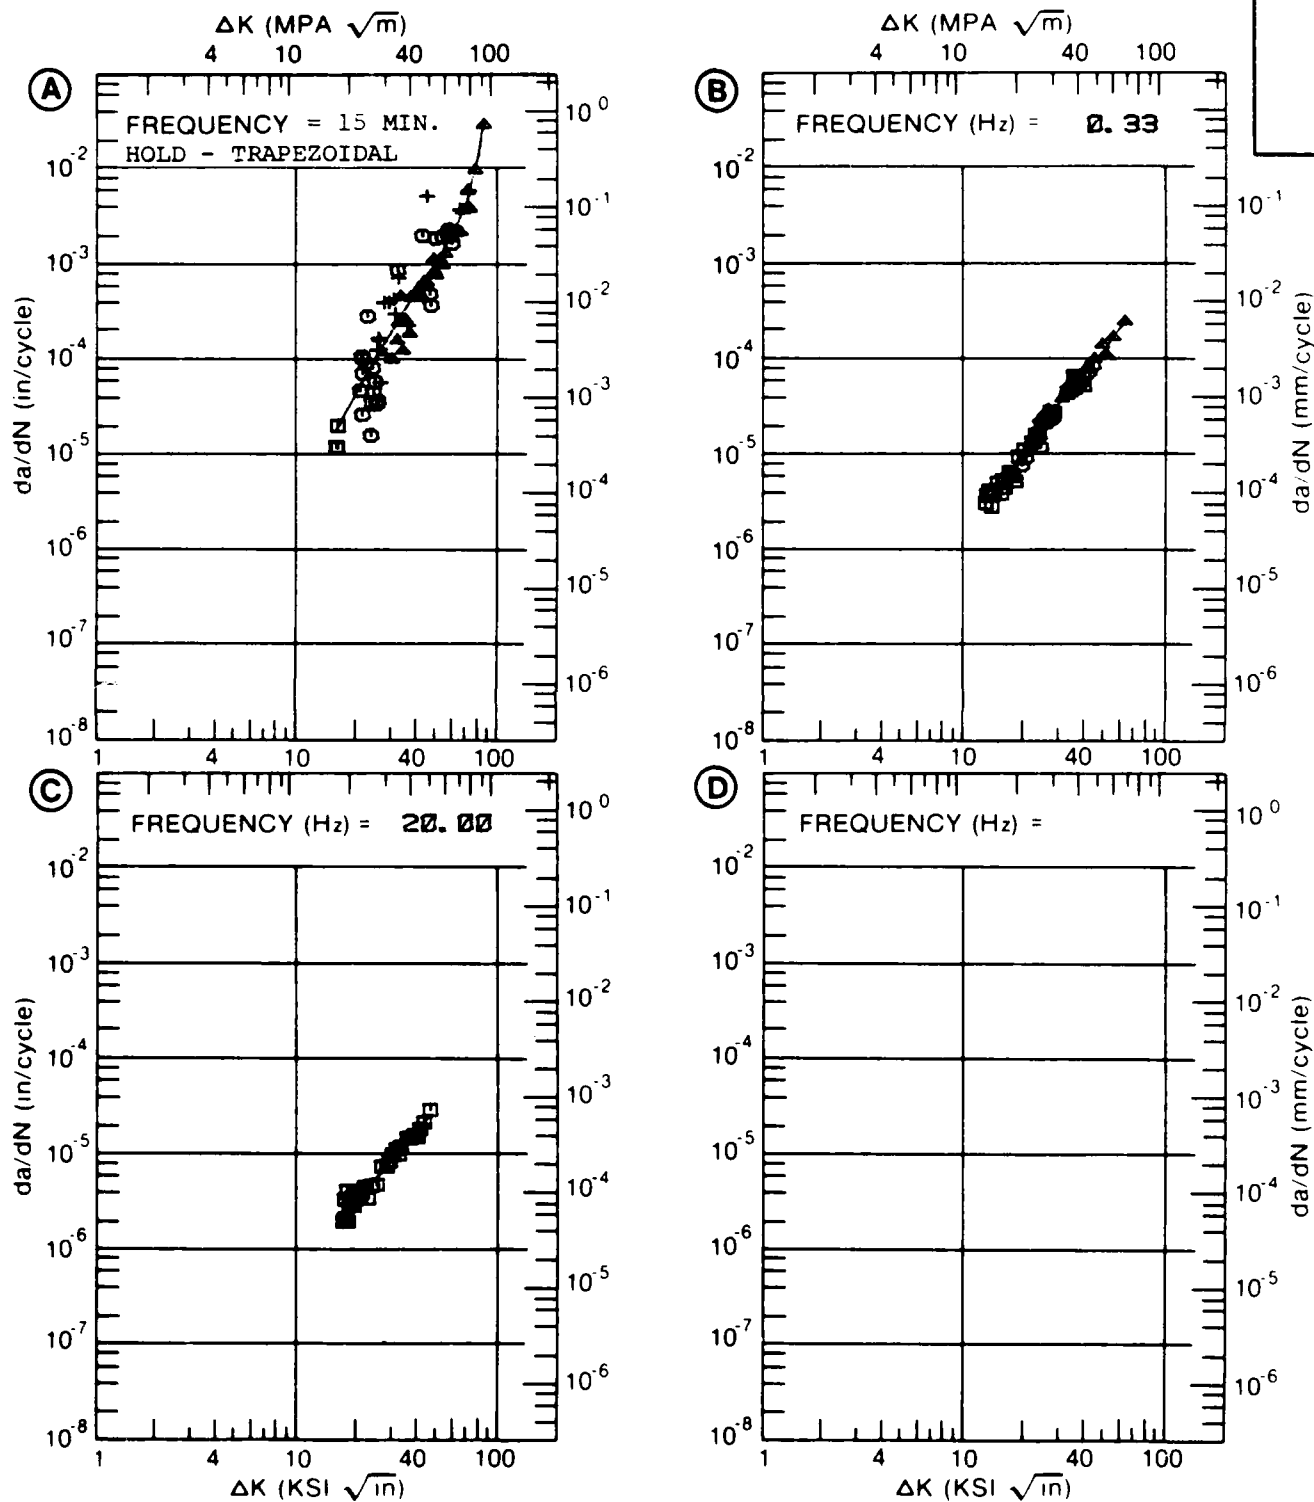 ΔK (MPA √m) ΔK (MPA √m)
4 10 40 100 4 10 40 100
A B
FREQUENCY = 15 MIN. FREQUENCY (Hz) = 0.33
HOLD - TRAPEZOIDAL
10^0
10^-2 10^-1 10^-2 10^-1
10^-3 10^-2 10^-3 10^-2
10^-4 10^-3 10^-4 10^-3
10^-5 10^-4 10^-5 10^-4
10^-6 10^-5 10^-6 10^-5
10^-7 10^-6 10^-7 10^-6
10^-8 10^-8
da/dN (in/cycle) da/dN (mm/cycle)
1 4 10 40 100 1 4 10 40 100
C D
FREQUENCY (Hz) = 20.00 FREQUENCY (Hz) =
10^0 10^0
10^-2 10^-1 10^-2 10^-1
10^-3 10^-2 10^-3 10^-2
10^-4 10^-3 10^-4 10^-3
10^-5 10^-4 10^-5 10^-4
10^-6 10^-5 10^-6 10^-5
10^-7 10^-6 10^-7 10^-6
10^-8 10^-8
da/dN (in/cycle) da/dN (mm/cycle)
1 4 10 40 100 1 4 10 40 100
ΔK (KSI √in) ΔK (KSI √in)